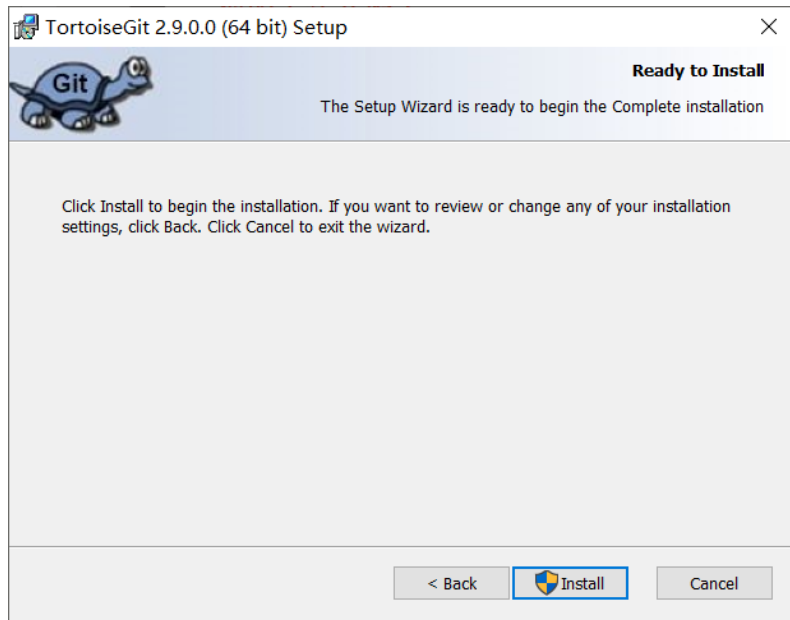 TortoiseGit 2.9.0.0 (64 bit) Setup
Git
Ready to Install
The Setup Wizard is ready to begin the Complete installation
Click Install to begin the installation. If you want to review or change any of your installation
settings, click Back. Click Cancel to exit the wizard.
< Back
Install
Cancel